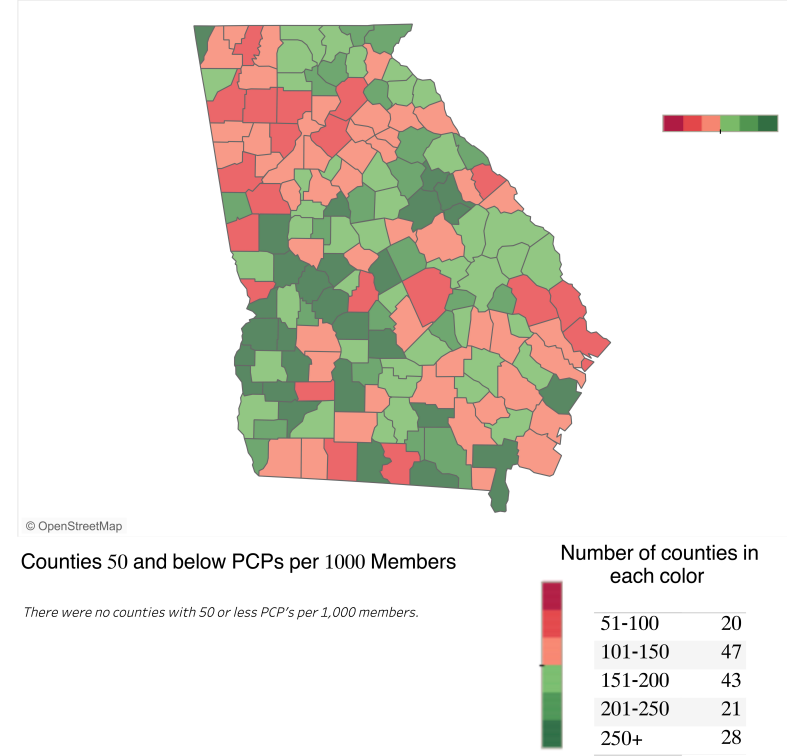 © OpenStreetMap
Counties 50 and below PCPs per 1000 Members
There were no counties with 50 or less PCP's per 1,000 members.
Number of counties in
each color
51-100 20
101-150 47
151-200 43
201-250 21
250+ 28